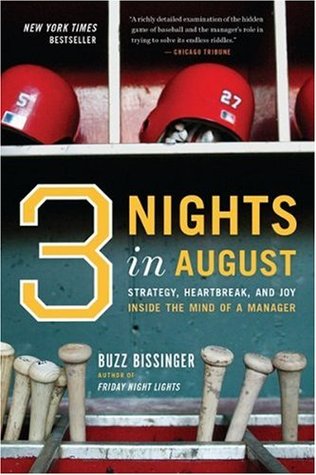 NEW YORK TIMES
BESTSELLER
"A richly detailed examination of the hidden
game of baseball and the manager's role in
trying to solve its endless riddles."
— CHICAGO TRIBUNE
5
27
3 NIGHTS
in AUGUST
STRATEGY, HEARTBREAK, AND JOY
INSIDE THE MIND OF A MANAGER
BUZZ BISSINGER
AUTHOR OF
FRIDAY NIGHT LIGHTS